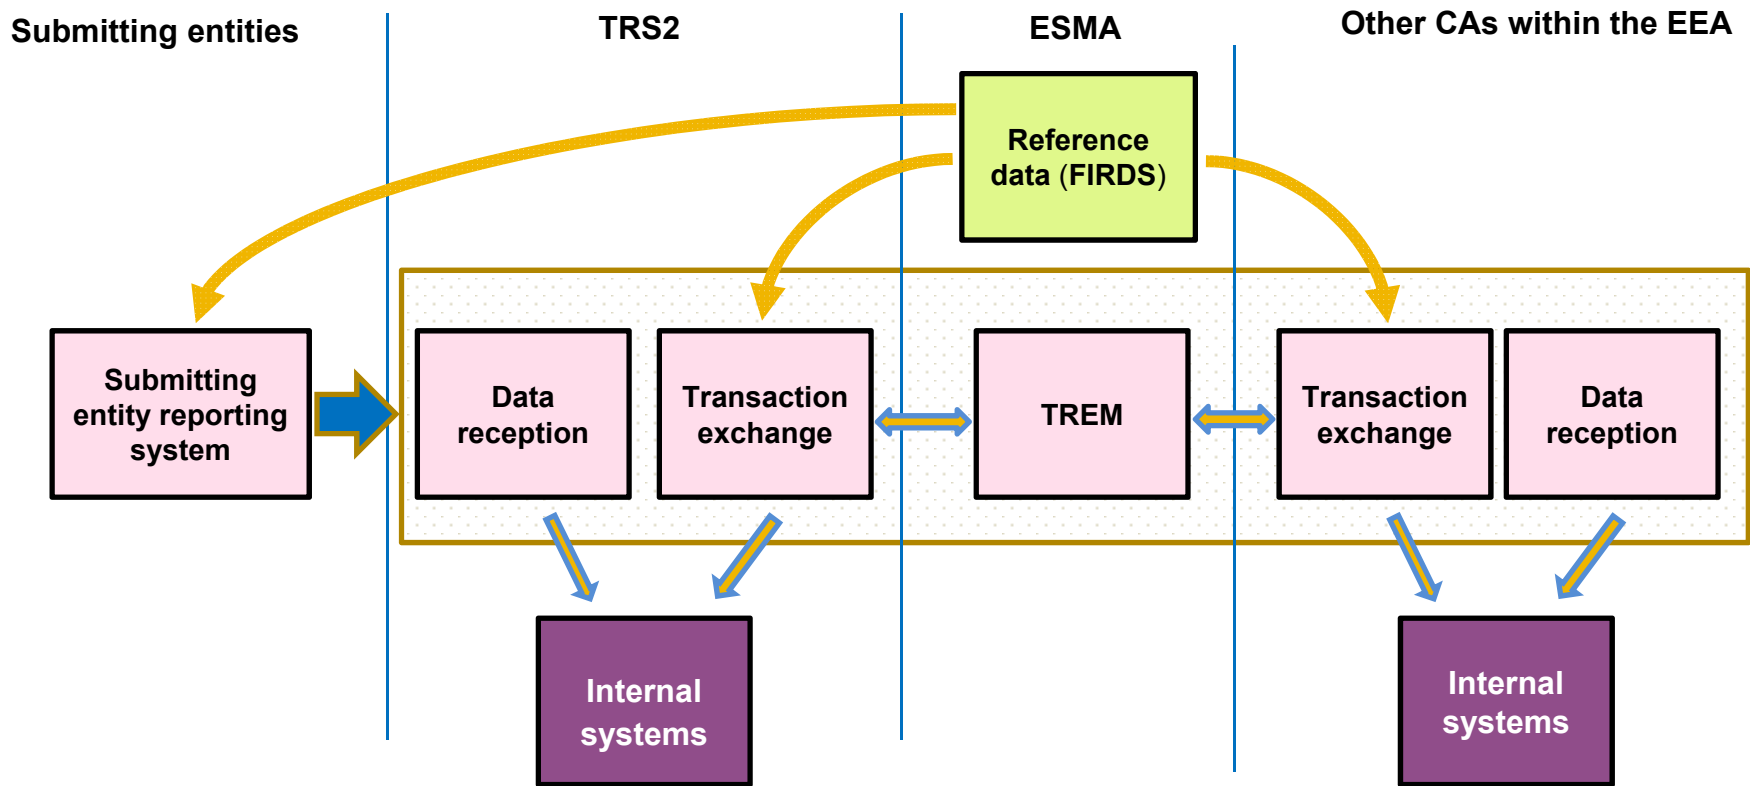 Submitting entities
TRS2
ESMA
Other CAs within the EEA
Reference
data (FIRDS)
Submitting
entity reporting
system
Data
reception
Transaction
exchange
TREM
Transaction
exchange
Data
reception
Internal
systems
Internal
systems